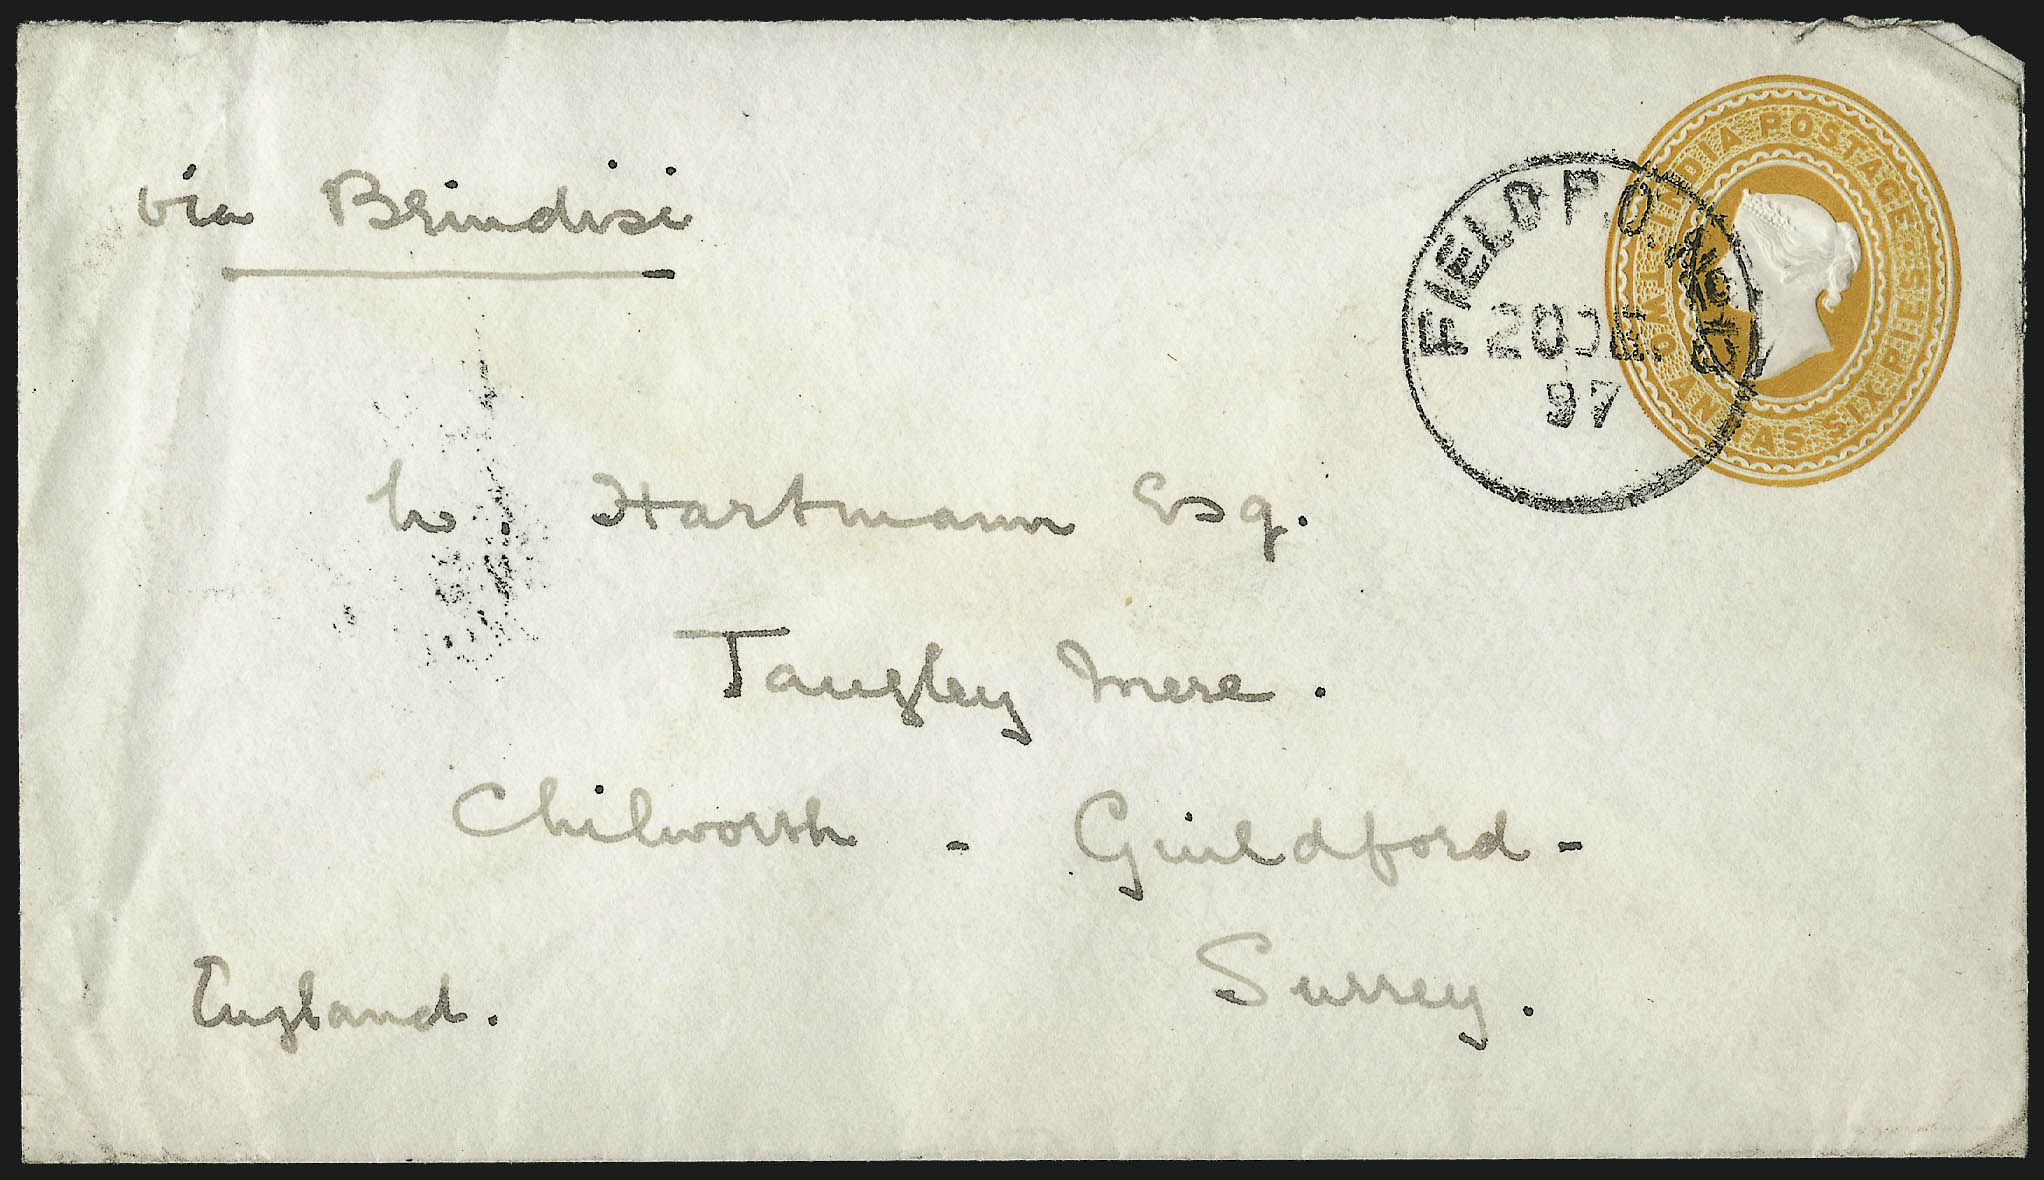 via Brindisi
INDIA POSTAGE
TWO ANNAS SIX PIES
FIELD P.O. No.
20 DE
97
W. Hartmann Esq.
Tangley Mere.
Chilworth - Guildford -
Surrey.
England.